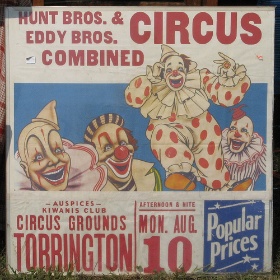 HUNT BROS. &
EDDY BROS.
COMBINED
CIRCUS
-AUSPICES-
KIWANIS CLUB
CIRCUS GROUNDS
TORRINGTON
AFTERNOON & NITE
MON. AUG.
10
Popular
Prices